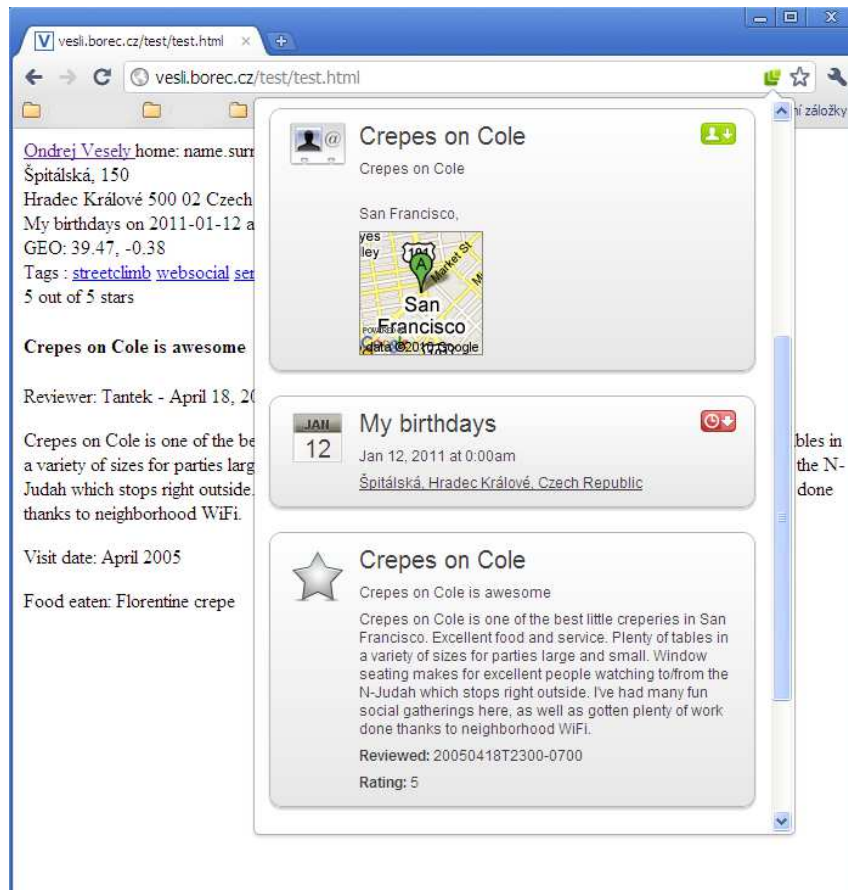 vesli.borec.cz/test/test.html
vesli.borec.cz/test/test.html
ní záložky
Ondrej Vesely home: name.surr
Špitálská, 150
Hradec Králové 500 02 Czech
My birthdays on 2011-01-12 a
GEO: 39.47, -0.38
Tags : streetclimb websocial ser
5 out of 5 stars
Crepes on Cole is awesome
Reviewer: Tantek - April 18, 20
Crepes on Cole is one of the be
bles in
a variety of sizes for parties larg
the N-
Judah which stops right outside.
done
thanks to neighborhood WiFi.
Visit date: April 2005
Food eaten: Florentine crepe
Crepes on Cole
Crepes on Cole
San Francisco,
yes
ley
101
Market St
A
San
Francisco
POWERED BY
Google
data ©2010 Google
JAN
12
My birthdays
Jan 12, 2011 at 0:00am
Špitálská, Hradec Králové, Czech Republic
Crepes on Cole
Crepes on Cole is awesome
Crepes on Cole is one of the best little creperies in San
Francisco. Excellent food and service. Plenty of tables in
a variety of sizes for parties large and small. Window
seating makes for excellent people watching to/from the
N-Judah which stops right outside. I've had many fun
social gatherings here, as well as gotten plenty of work
done thanks to neighborhood WiFi.
Reviewed: 20050418T2300-0700
Rating: 5